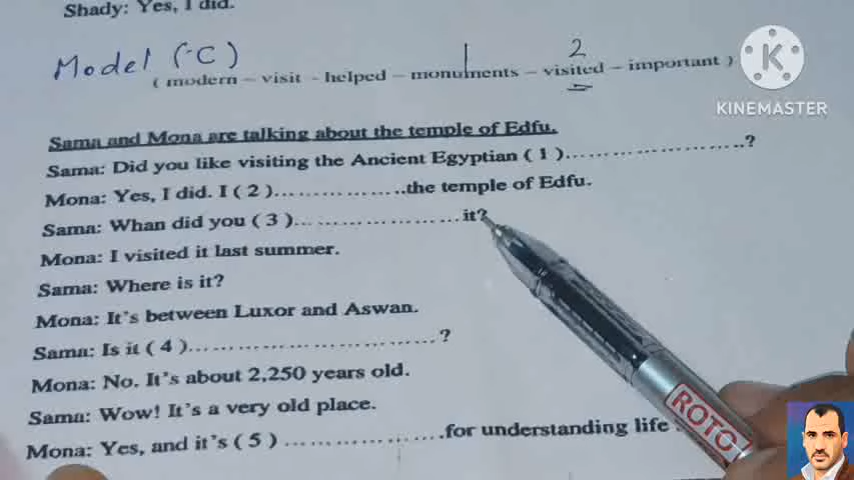 Shady: Yes, I did.
Model (C)
1 2
( modern – visit – helped – monuments – visited – important )
KINEMASTER
Sama and Mona are talking about the temple of Edfu.
Sama: Did you like visiting the Ancient Egyptian ( 1 )........................?
Mona: Yes, I did. I ( 2 )....................the temple of Edfu.
Sama: Whan did you ( 3 )........................it?
Mona: I visited it last summer.
Sama: Where is it?
Mona: It's between Luxor and Aswan.
Sama: Is it ( 4 )...................................?
Mona: No. It's about 2,250 years old.
Sama: Wow! It's a very old place.
Mona: Yes, and it's ( 5 ) ........................for understanding life
ROTO